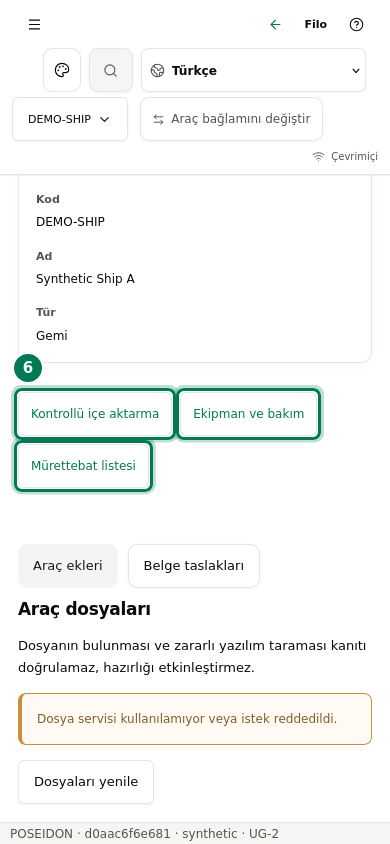 Filo
Türkçe
DEMO-SHIP
Araç bağlamını değiştir
Çevrimiçi
Kod
DEMO-SHIP
Ad
Synthetic Ship A
Tür
Gemi
6
Kontrollü içe aktarma
Ekipman ve bakım
Mürettebat listesi
Araç ekleri
Belge taslakları
Araç dosyaları
Dosyanın bulunması ve zararlı yazılım taraması kanıtı
doğrulamaz, hazırlığı etkinleştirmez.
Dosya servisi kullanılamıyor veya istek reddedildi.
Dosyaları yenile
POSEIDON · d0aac6f6e681 · synthetic · UG-2